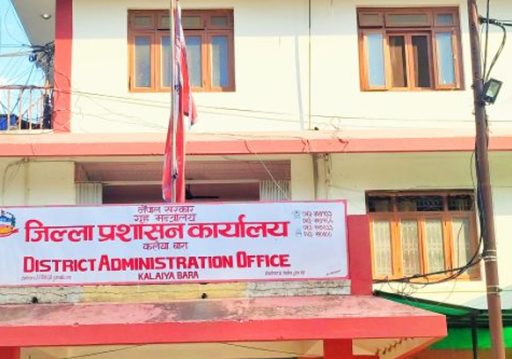 नेपाल सरकार
गृह मन्त्रालय
जिल्ला प्रशासन कार्यालय
कलैया बारा
DISTRICT ADMINISTRATION OFFICE
KALAIYA BARA